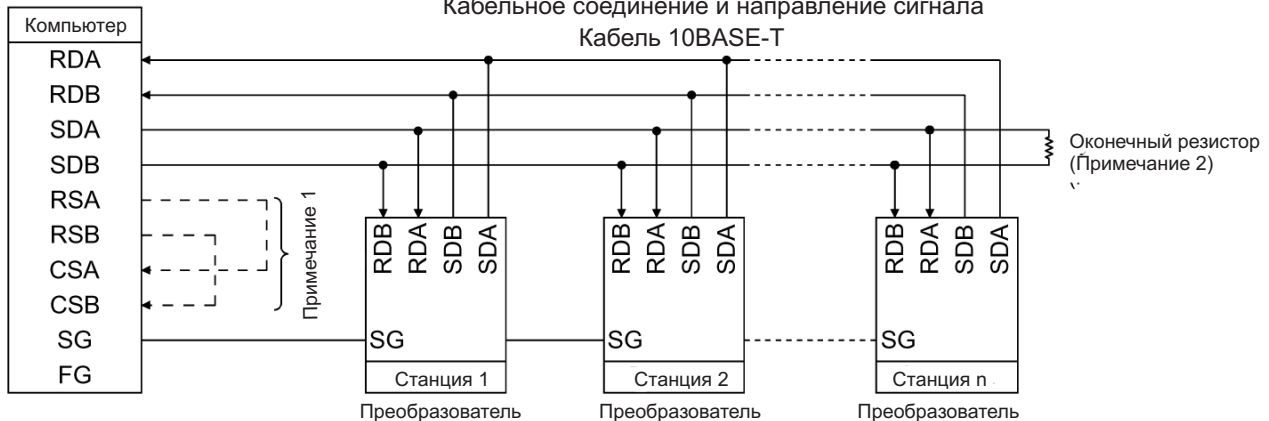 Кабельное соединение и направление сигнала
Кабель 10BASE-T
Компьютер
RDA
RDB
SDA
SDB
RSA
RSB
CSA
CSB
SG
FG
Примечание 1
Оконечный резистор
(Примечание 2)
RDB
RDA
SDB
SDA
SG
Станция 1
Преобразователь
RDB
RDA
SDB
SDA
SG
Станция 2
Преобразователь
RDB
RDA
SDB
SDA
SG
Станция n
Преобразователь